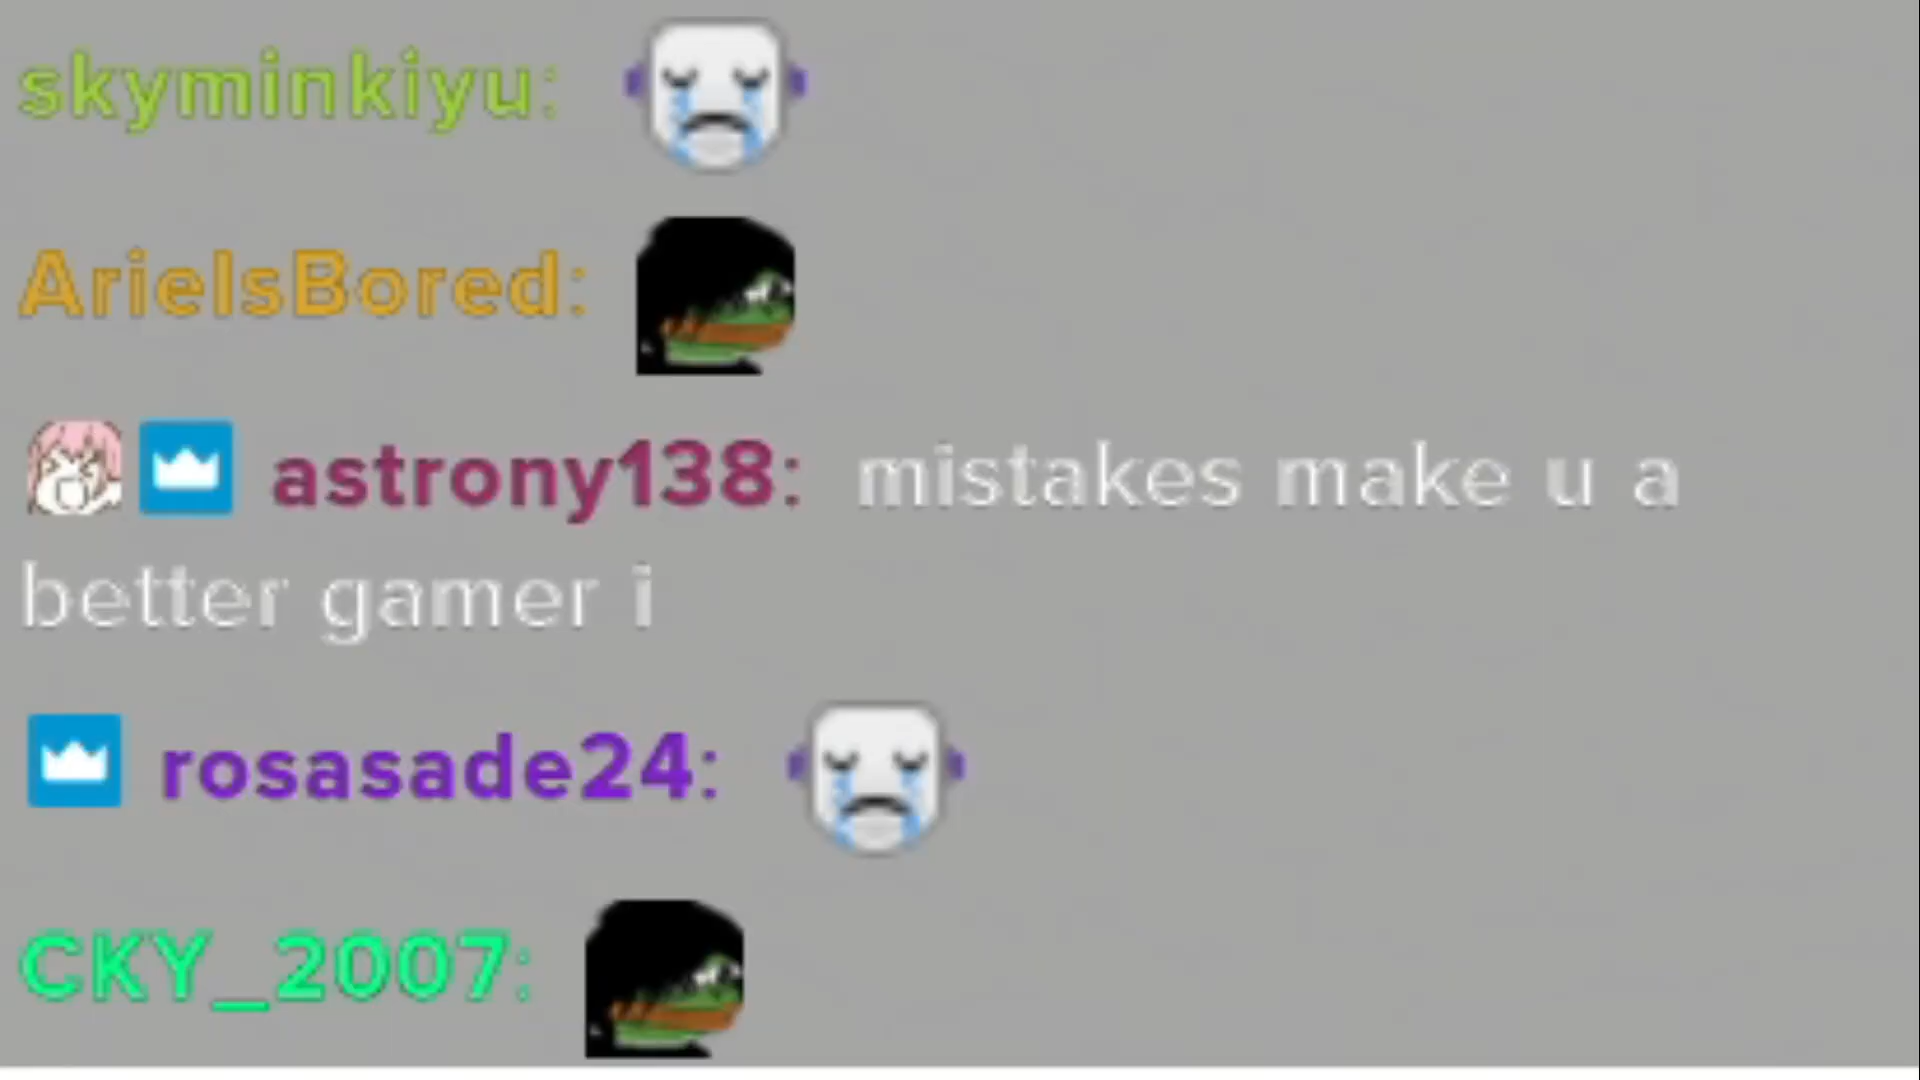 skyminkiyu:
ArielsBored:
astrony138: mistakes make u a
better gamer i
rosasade24:
CKY_2007: